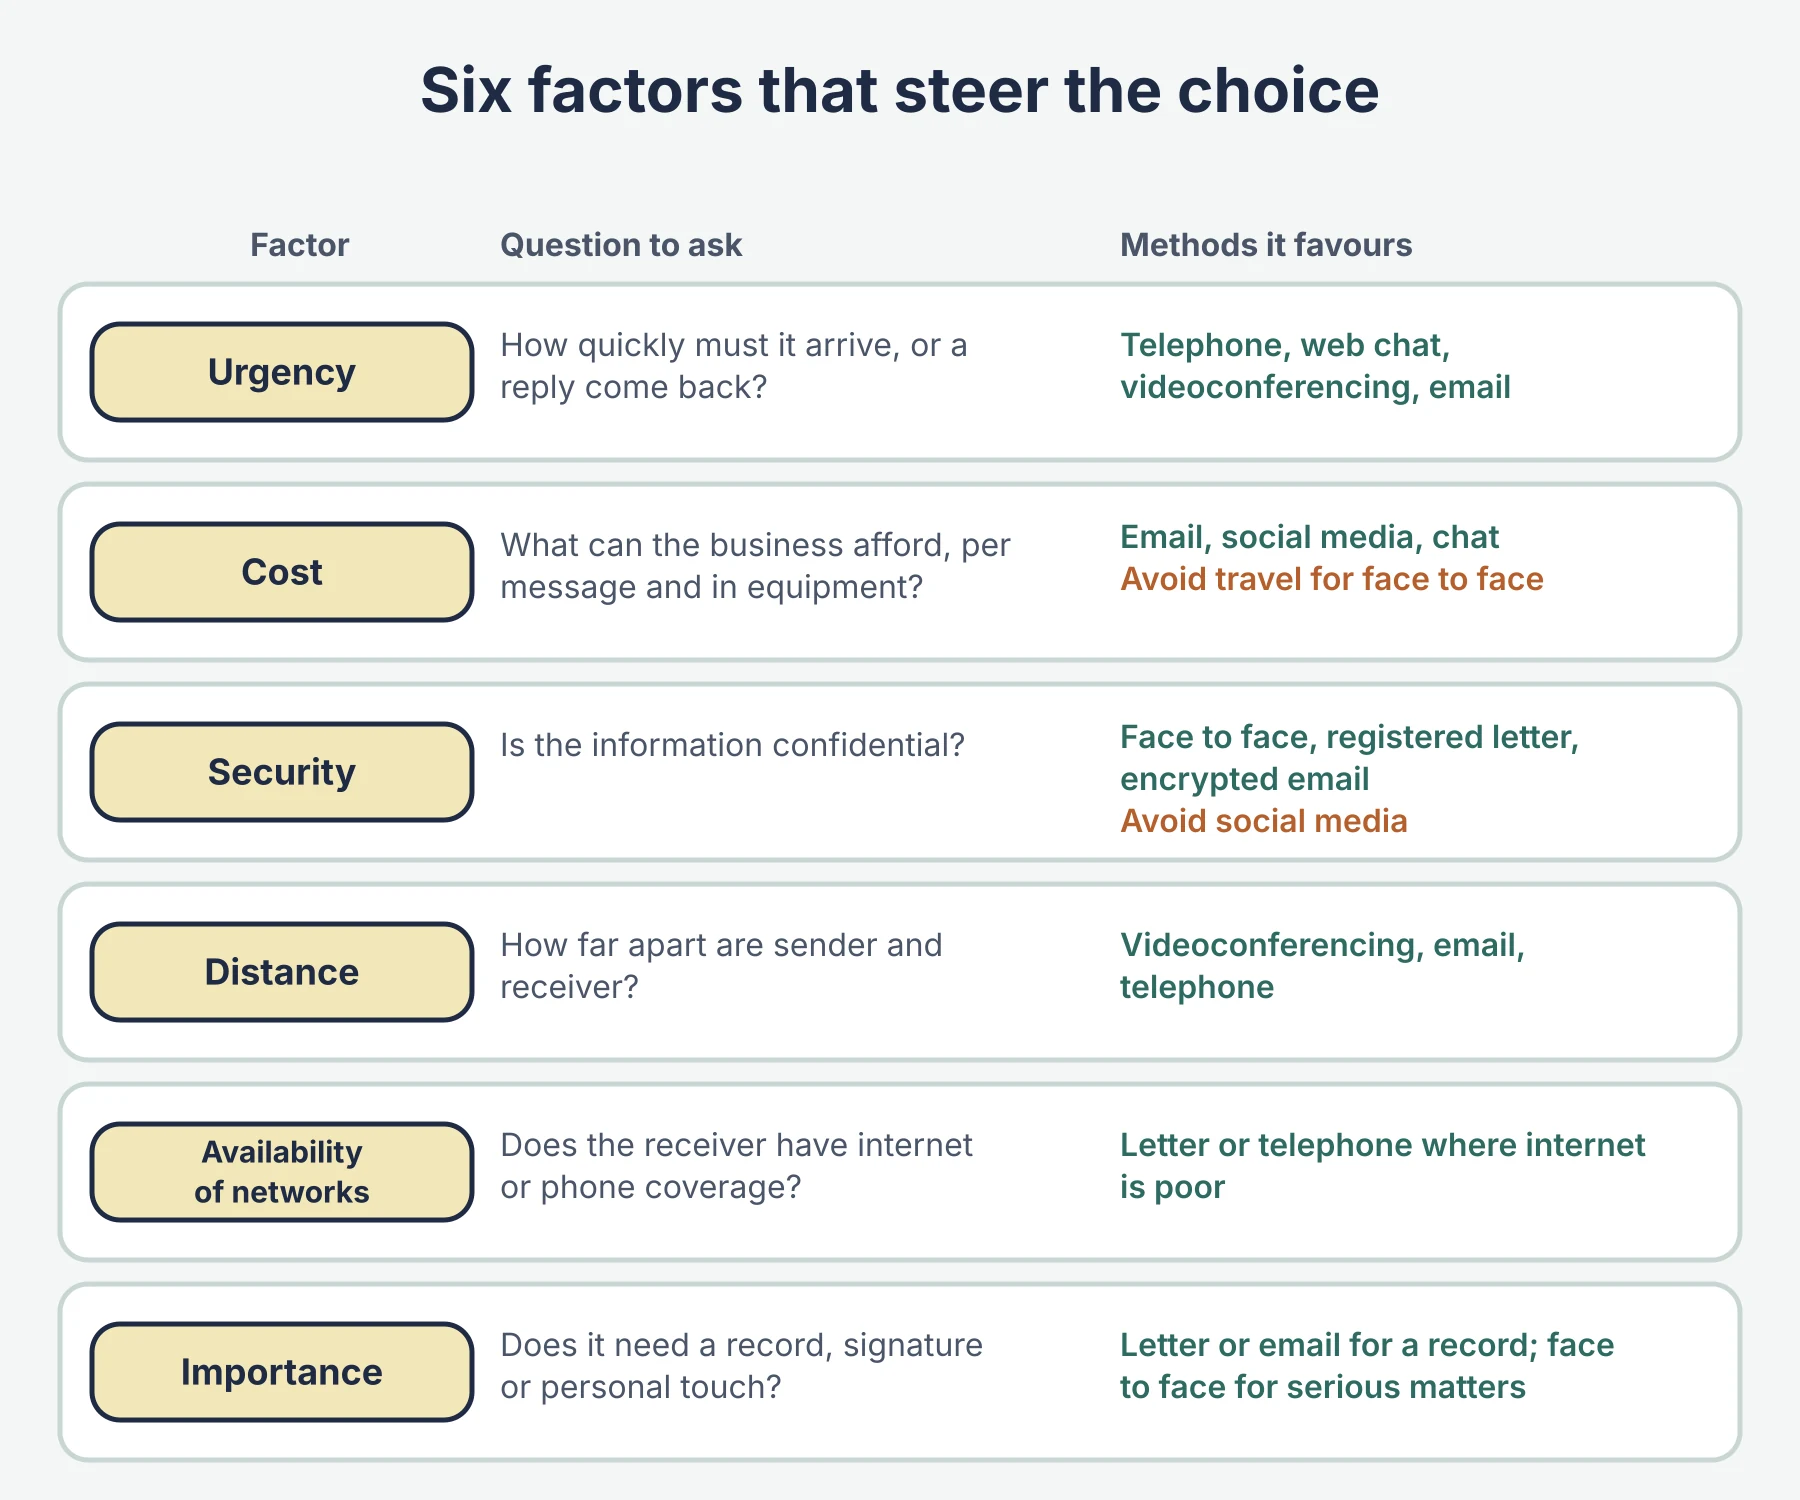 Six factors that steer the choice
Factor
Question to ask
Methods it favours
Urgency
How quickly must it arrive, or a
reply come back?
Telephone, web chat,
videoconferencing, email
Cost
What can the business afford, per
message and in equipment?
Email, social media, chat
Avoid travel for face to face
Security
Is the information confidential?
Face to face, registered letter,
encrypted email
Avoid social media
Distance
How far apart are sender and
receiver?
Videoconferencing, email,
telephone
Availability
of networks
Does the receiver have internet
or phone coverage?
Letter or telephone where internet
is poor
Importance
Does it need a record, signature
or personal touch?
Letter or email for a record; face
to face for serious matters